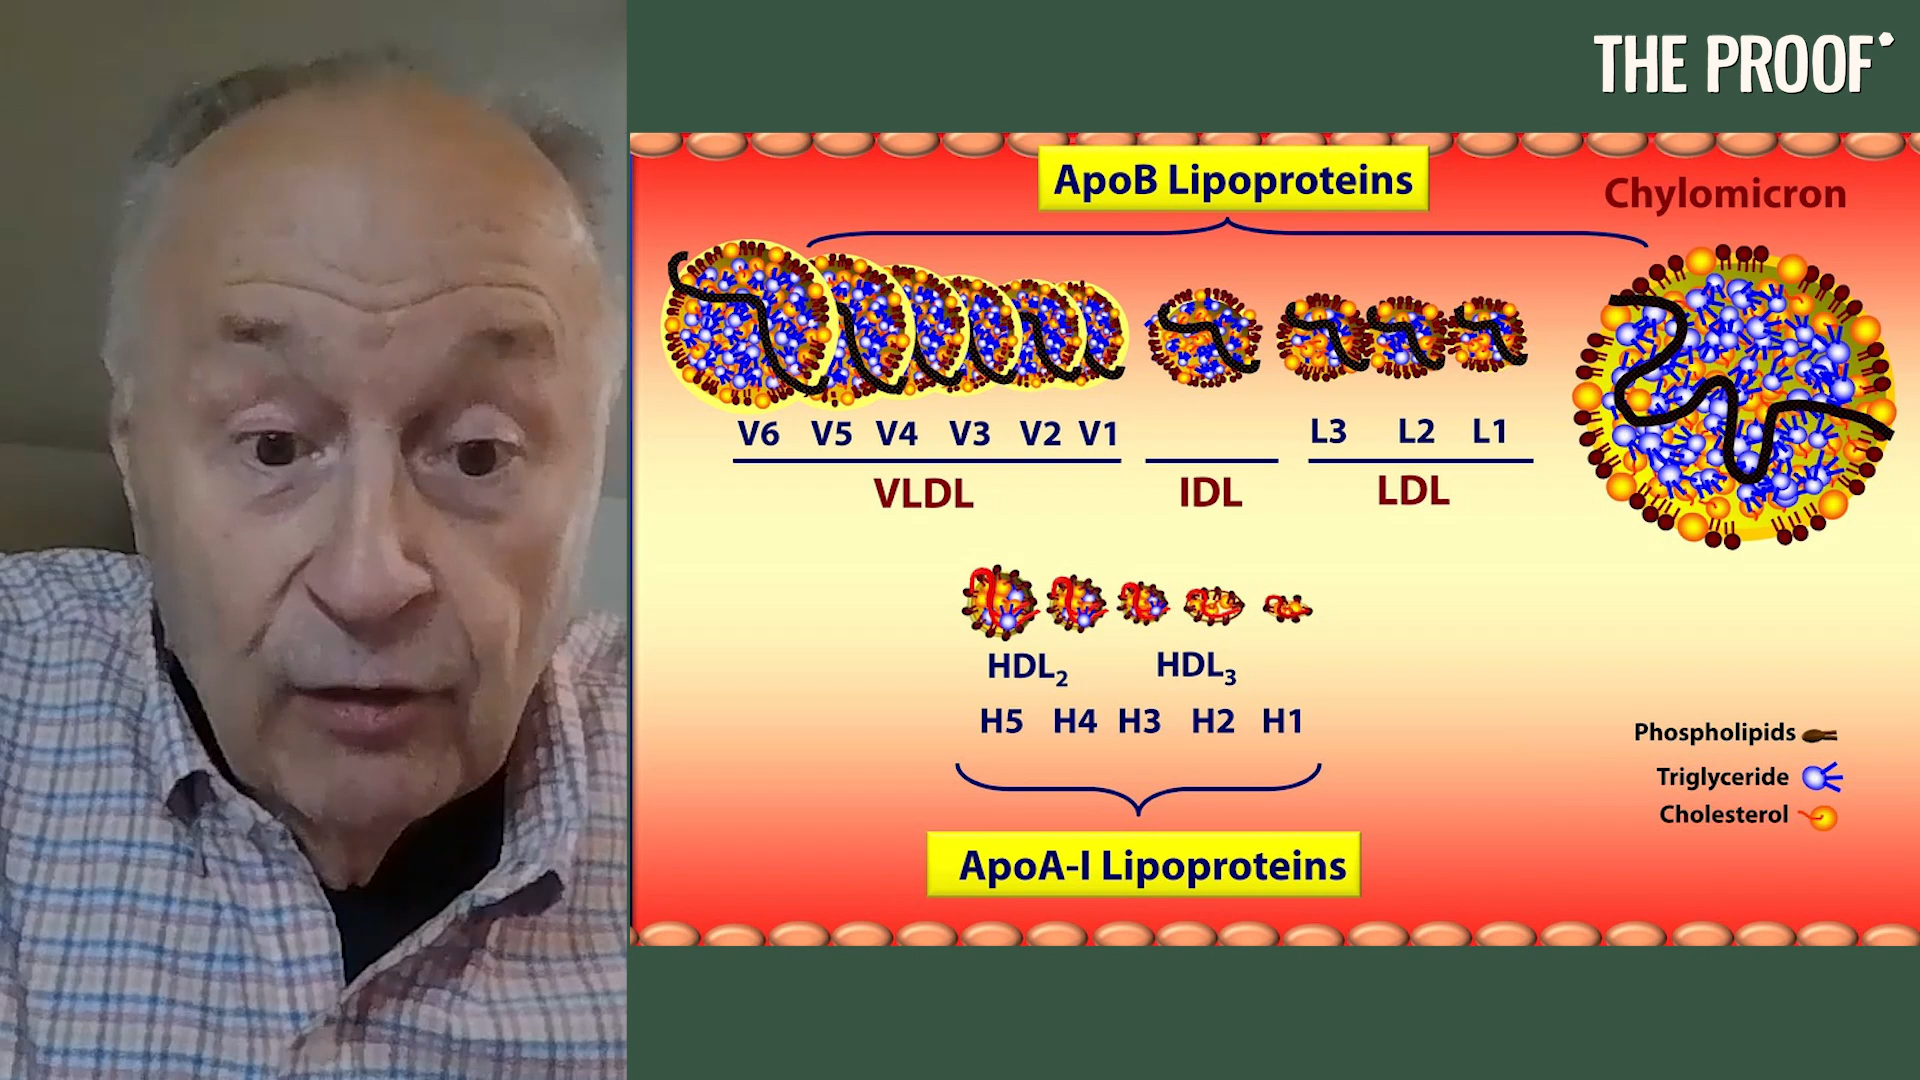 THE PROOF
ApoB Lipoproteins
Chylomicron
V6 V5 V4 V3 V2 V1
L3 L2 L1
VLDL
IDL
LDL
HDL2
HDL3
H5 H4 H3 H2 H1
Phospholipids
Triglyceride
Cholesterol
ApoA-I Lipoproteins